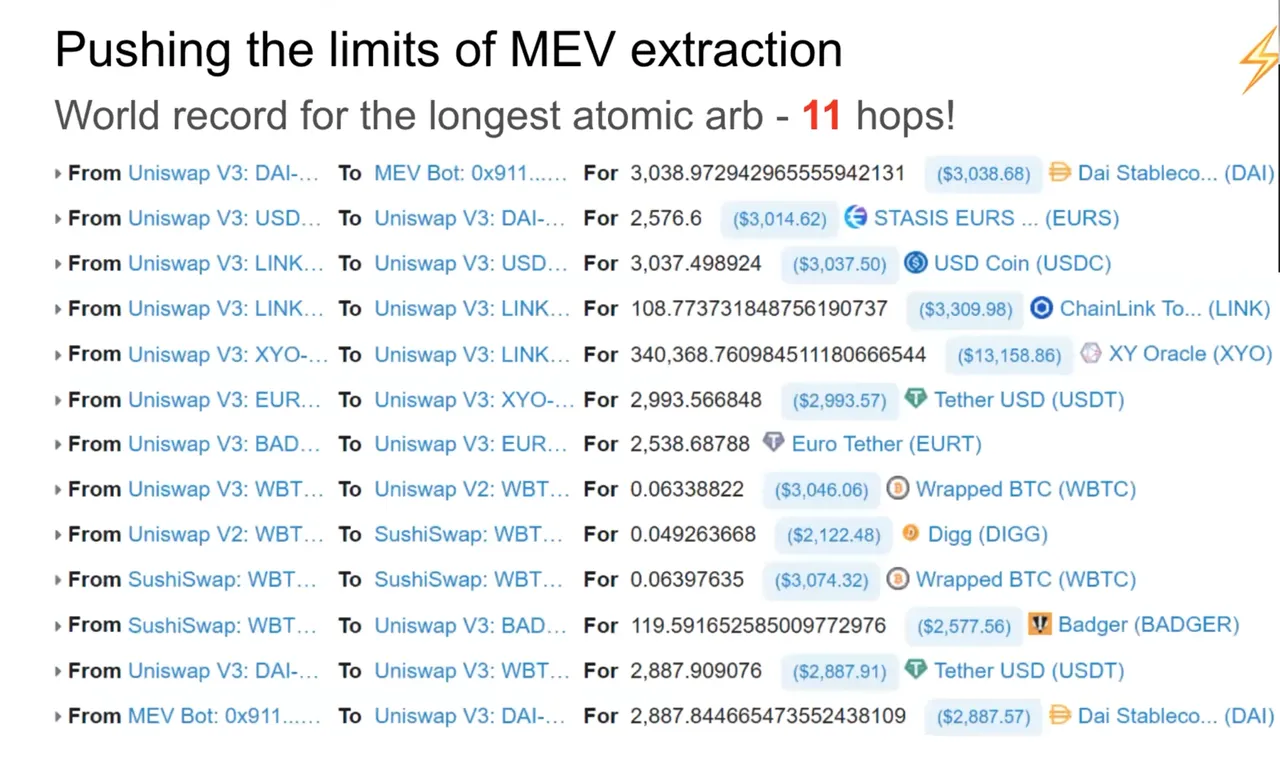 Pushing the limits of MEV extraction
World record for the longest atomic arb - 11 hops!
From Uniswap V3: DAI-... To MEV Bot: 0x911...... For 3,038.972942965555942131 ($3,038.68) Dai Stableco... (DAI)
From Uniswap V3: USD... To Uniswap V3: DAI-... For 2,576.6 ($3,014.62) STASIS EURS ... (EURS)
From Uniswap V3: LINK... To Uniswap V3: USD... For 3,037.498924 ($3,037.50) USD Coin (USDC)
From Uniswap V3: LINK... To Uniswap V3: LINK... For 108.773731848756190737 ($3,309.98) ChainLink To... (LINK)
From Uniswap V3: XYO-... To Uniswap V3: LINK... For 340,368.760984511180666544 ($13,158.86) XY Oracle (XYO)
From Uniswap V3: EUR... To Uniswap V3: XYO-... For 2,993.566848 ($2,993.57) Tether USD (USDT)
From Uniswap V3: BAD... To Uniswap V3: EUR... For 2,538.68788 Euro Tether (EURT)
From Uniswap V3: WBT... To Uniswap V2: WBT... For 0.06338822 ($3,046.06) Wrapped BTC (WBTC)
From Uniswap V2: WBT... To SushiSwap: WBT... For 0.049263668 ($2,122.48) Digg (DIGG)
From SushiSwap: WBT... To SushiSwap: WBT... For 0.06397635 ($3,074.32) Wrapped BTC (WBTC)
From SushiSwap: WBT... To Uniswap V3: BAD... For 119.591652585009772976 ($2,577.56) Badger (BADGER)
From Uniswap V3: DAI-... To Uniswap V3: WBT... For 2,887.909076 ($2,887.91) Tether USD (USDT)
From MEV Bot: 0x911...... To Uniswap V3: DAI-... For 2,887.844665473552438109 ($2,887.57) Dai Stableco... (DAI)